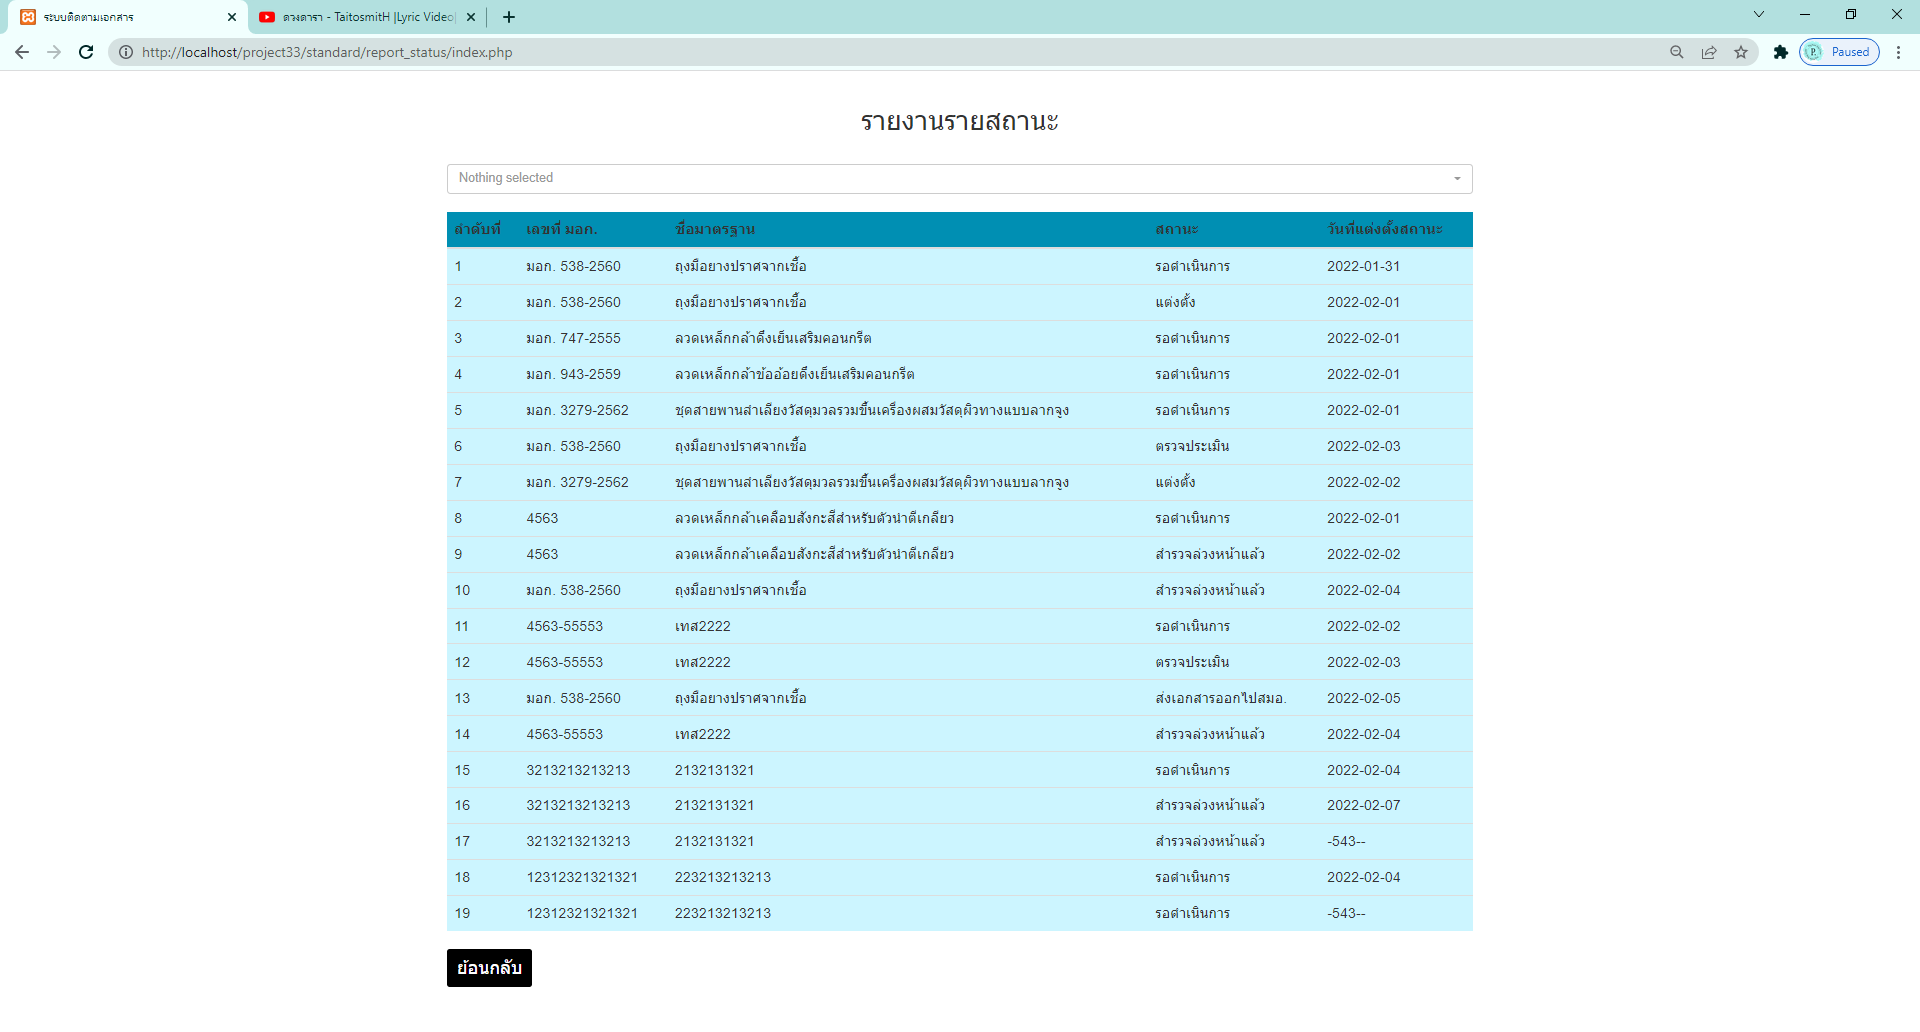 ระบบติดตามเอกสาร
ดวงดารา - TaitosmitH |Lyric Video|
http://localhost/project33/standard/report_status/index.php
Paused
รายงานรายสถานะ
Nothing selected
ลำดับที่ เลขที่ มอก. ชื่อมาตรฐาน สถานะ วันที่แต่งตั้งสถานะ
1 มอก. 538-2560 ถุงมือยางปราศจากเชื้อ รอดำเนินการ 2022-01-31
2 มอก. 538-2560 ถุงมือยางปราศจากเชื้อ แต่งตั้ง 2022-02-01
3 มอก. 747-2555 ลวดเหล็กกล้าดึงเย็นเสริมคอนกรีต รอดำเนินการ 2022-02-01
4 มอก. 943-2559 ลวดเหล็กกล้าข้ออ้อยดึงเย็นเสริมคอนกรีต รอดำเนินการ 2022-02-01
5 มอก. 3279-2562 ชุดสายพานลำเลียงวัสดุมวลรวมขึ้นเครื่องผสมวัสดุผิวทางแบบลากจูง รอดำเนินการ 2022-02-01
6 มอก. 538-2560 ถุงมือยางปราศจากเชื้อ ตรวจประเมิน 2022-02-03
7 มอก. 3279-2562 ชุดสายพานลำเลียงวัสดุมวลรวมขึ้นเครื่องผสมวัสดุผิวทางแบบลากจูง แต่งตั้ง 2022-02-02
8 4563 ลวดเหล็กกล้าเคลือบสังกะสีสำหรับตัวนำตีเกลียว รอดำเนินการ 2022-02-01
9 4563 ลวดเหล็กกล้าเคลือบสังกะสีสำหรับตัวนำตีเกลียว สำรวจล่วงหน้าแล้ว 2022-02-02
10 มอก. 538-2560 ถุงมือยางปราศจากเชื้อ สำรวจล่วงหน้าแล้ว 2022-02-04
11 4563-55553 เทส2222 รอดำเนินการ 2022-02-02
12 4563-55553 เทส2222 ตรวจประเมิน 2022-02-03
13 มอก. 538-2560 ถุงมือยางปราศจากเชื้อ ส่งเอกสารออกไปสมอ. 2022-02-05
14 4563-55553 เทส2222 สำรวจล่วงหน้าแล้ว 2022-02-04
15 3213213213213 2132131321 รอดำเนินการ 2022-02-04
16 3213213213213 2132131321 สำรวจล่วงหน้าแล้ว 2022-02-07
17 3213213213213 2132131321 สำรวจล่วงหน้าแล้ว -543--
18 12312321321321 223213213213 รอดำเนินการ 2022-02-04
19 12312321321321 223213213213 รอดำเนินการ -543--
ย้อนกลับ